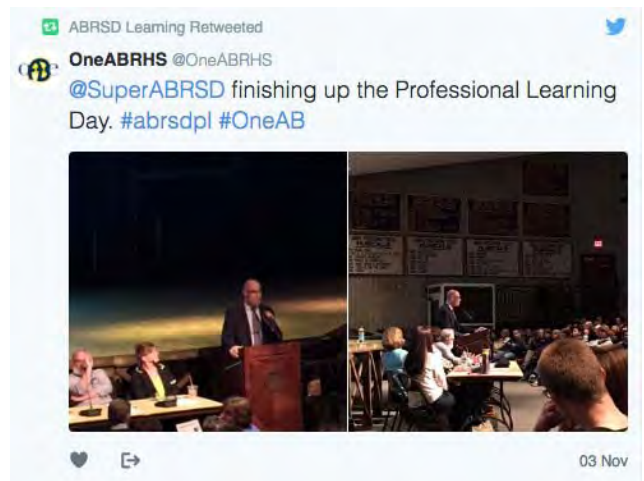 ABRSD Learning Retweeted
OneABRHS @OneABRHS
@SuperABRSD finishing up the Professional Learning
Day. #abrsdpl #OneAB
03 Nov